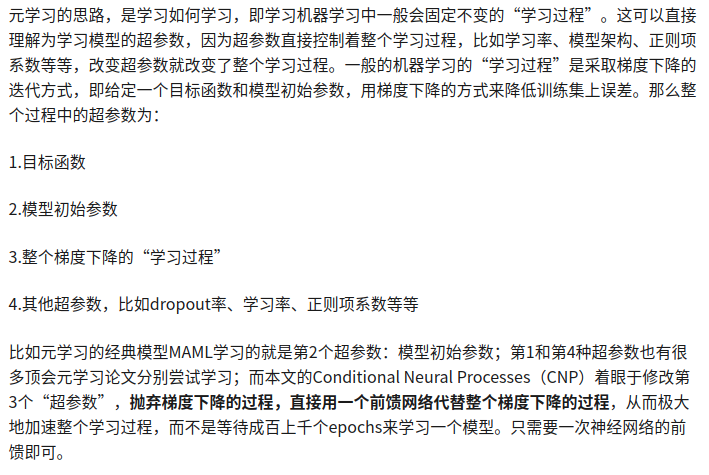 元学习的思路，是学习如何学习，即学习机器学习中一般会固定不变的“学习过程”。这可以直接
理解为学习模型的超参数，因为超参数直接控制着整个学习过程，比如学习率、模型架构、正则项
系数等等，改变超参数就改变了整个学习过程。一般的机器学习的“学习过程”是采取梯度下降的
迭代方式，即给定一个目标函数和模型初始参数，用梯度下降的方式来降低训练集上误差。那么整
个过程中的超参数为：
1.目标函数
2.模型初始参数
3.整个梯度下降的“学习过程”
4.其他超参数，比如dropout率、学习率、正则项系数等等
比如元学习的经典模型MAML学习的就是第2个超参数：模型初始参数；第1和第4种超参数也有很
多顶会元学习论文分别尝试学习；而本文的Conditional Neural Processes（CNP）着眼于修改第
3个“超参数”，抛弃梯度下降的过程，直接用一个前馈网络代替整个梯度下降的过程，从而极大
地加速整个学习过程，而不是等待成百上千个epochs来学习一个模型。只需要一次神经网络的前
馈即可。